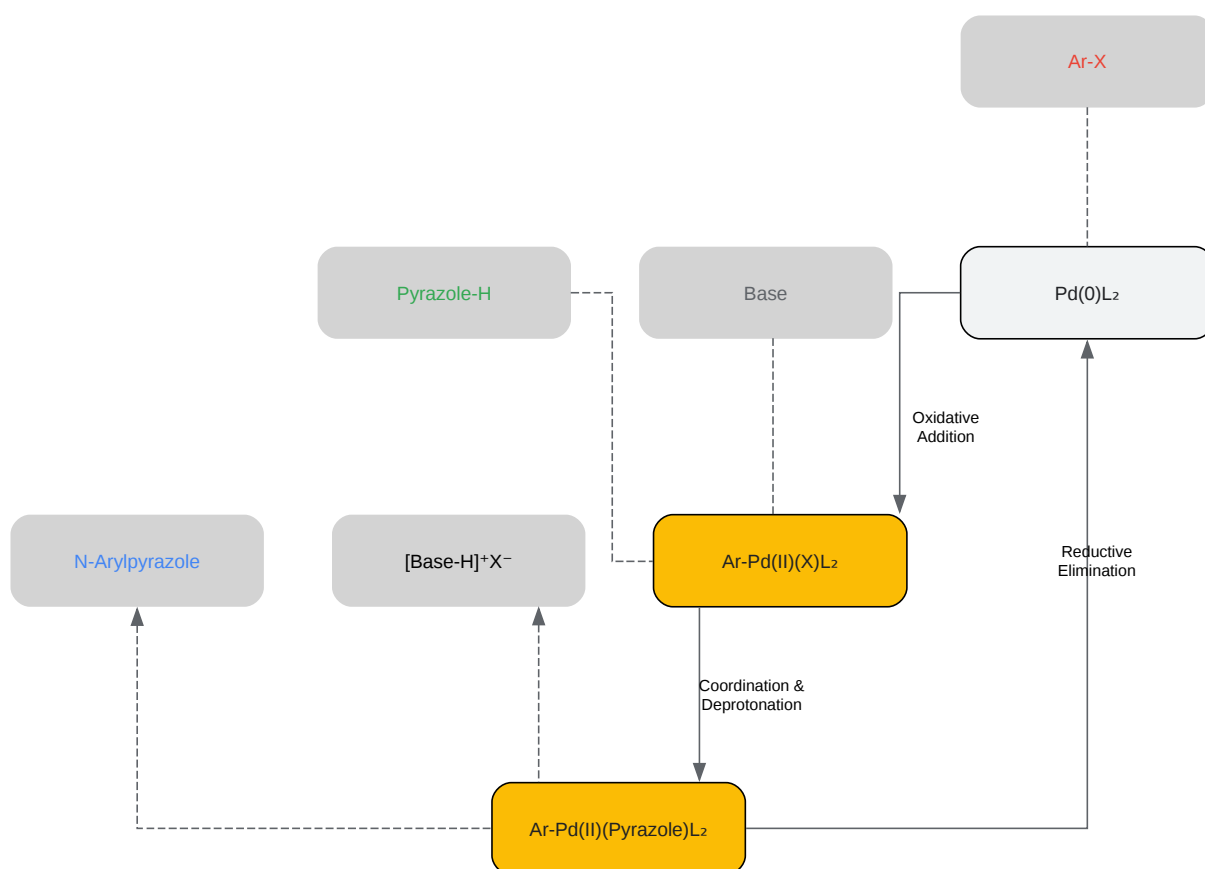 Ar-X
Pyrazole-H
Base
Pd(0)L₂
Oxidative
Addition
N-Arylpyrazole
[Base-H]⁺X⁻
Ar-Pd(II)(X)L₂
Reductive
Elimination
Coordination &
Deprotonation
Ar-Pd(II)(Pyrazole)L₂